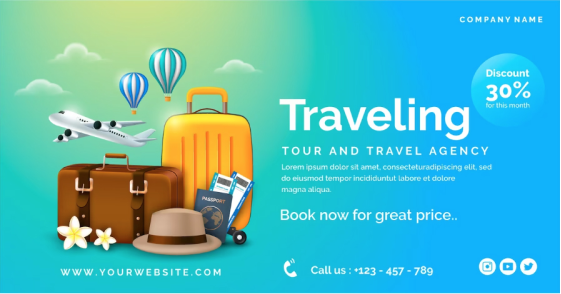 COMPANY NAME
Discount
30%
for this month
Traveling
TOUR AND TRAVEL AGENCY
Lorem ipsum dolor sit amet, consecteturadipiscing elit, sed
do eiusmod tempor incididuntut labore et dolore
magna aliqua.
PASSPORT
Book now for great price..
WWW.YOURWEBSITE.COM
Call us : +123 - 457 - 789